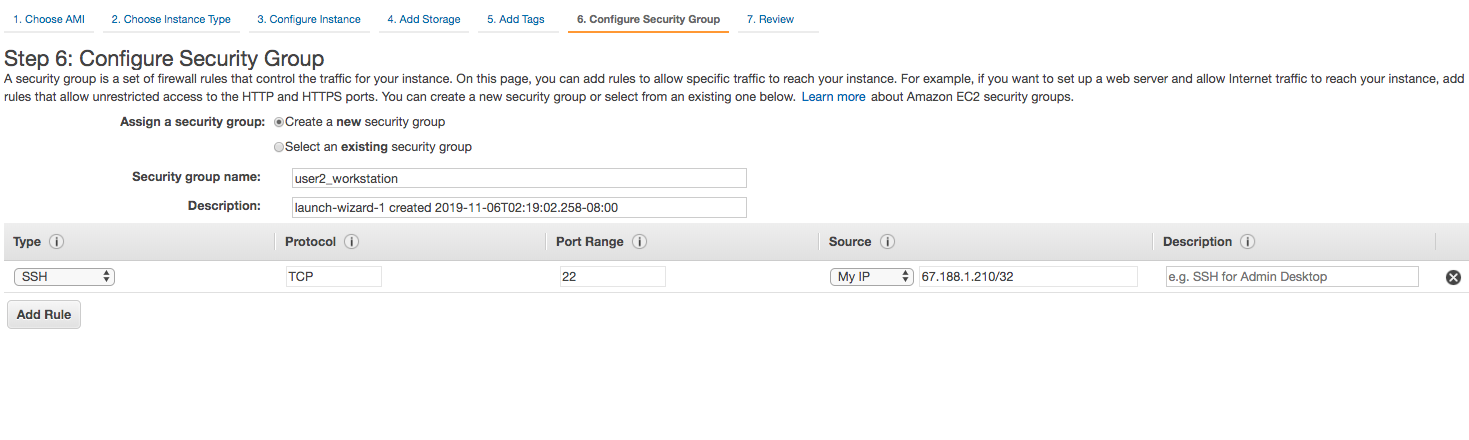 1. Choose AMI 2. Choose Instance Type 3. Configure Instance 4. Add Storage 5. Add Tags 6. Configure Security Group 7. Review
Step 6: Configure Security Group
A security group is a set of firewall rules that control the traffic for your instance. On this page, you can add rules to allow specific traffic to reach your instance. For example, if you want to set up a web server and allow Internet traffic to reach your instance, add
rules that allow unrestricted access to the HTTP and HTTPS ports. You can create a new security group or select from an existing one below. Learn more about Amazon EC2 security groups.
Assign a security group: Create a new security group
Select an existing security group
Security group name: user2_workstation
Description: launch-wizard-1 created 2019-11-06T02:19:02.258-08:00
Type i Protocol i Port Range i Source i Description i
SSH TCP 22 My IP 67.188.1.210/32 e.g. SSH for Admin Desktop
Add Rule